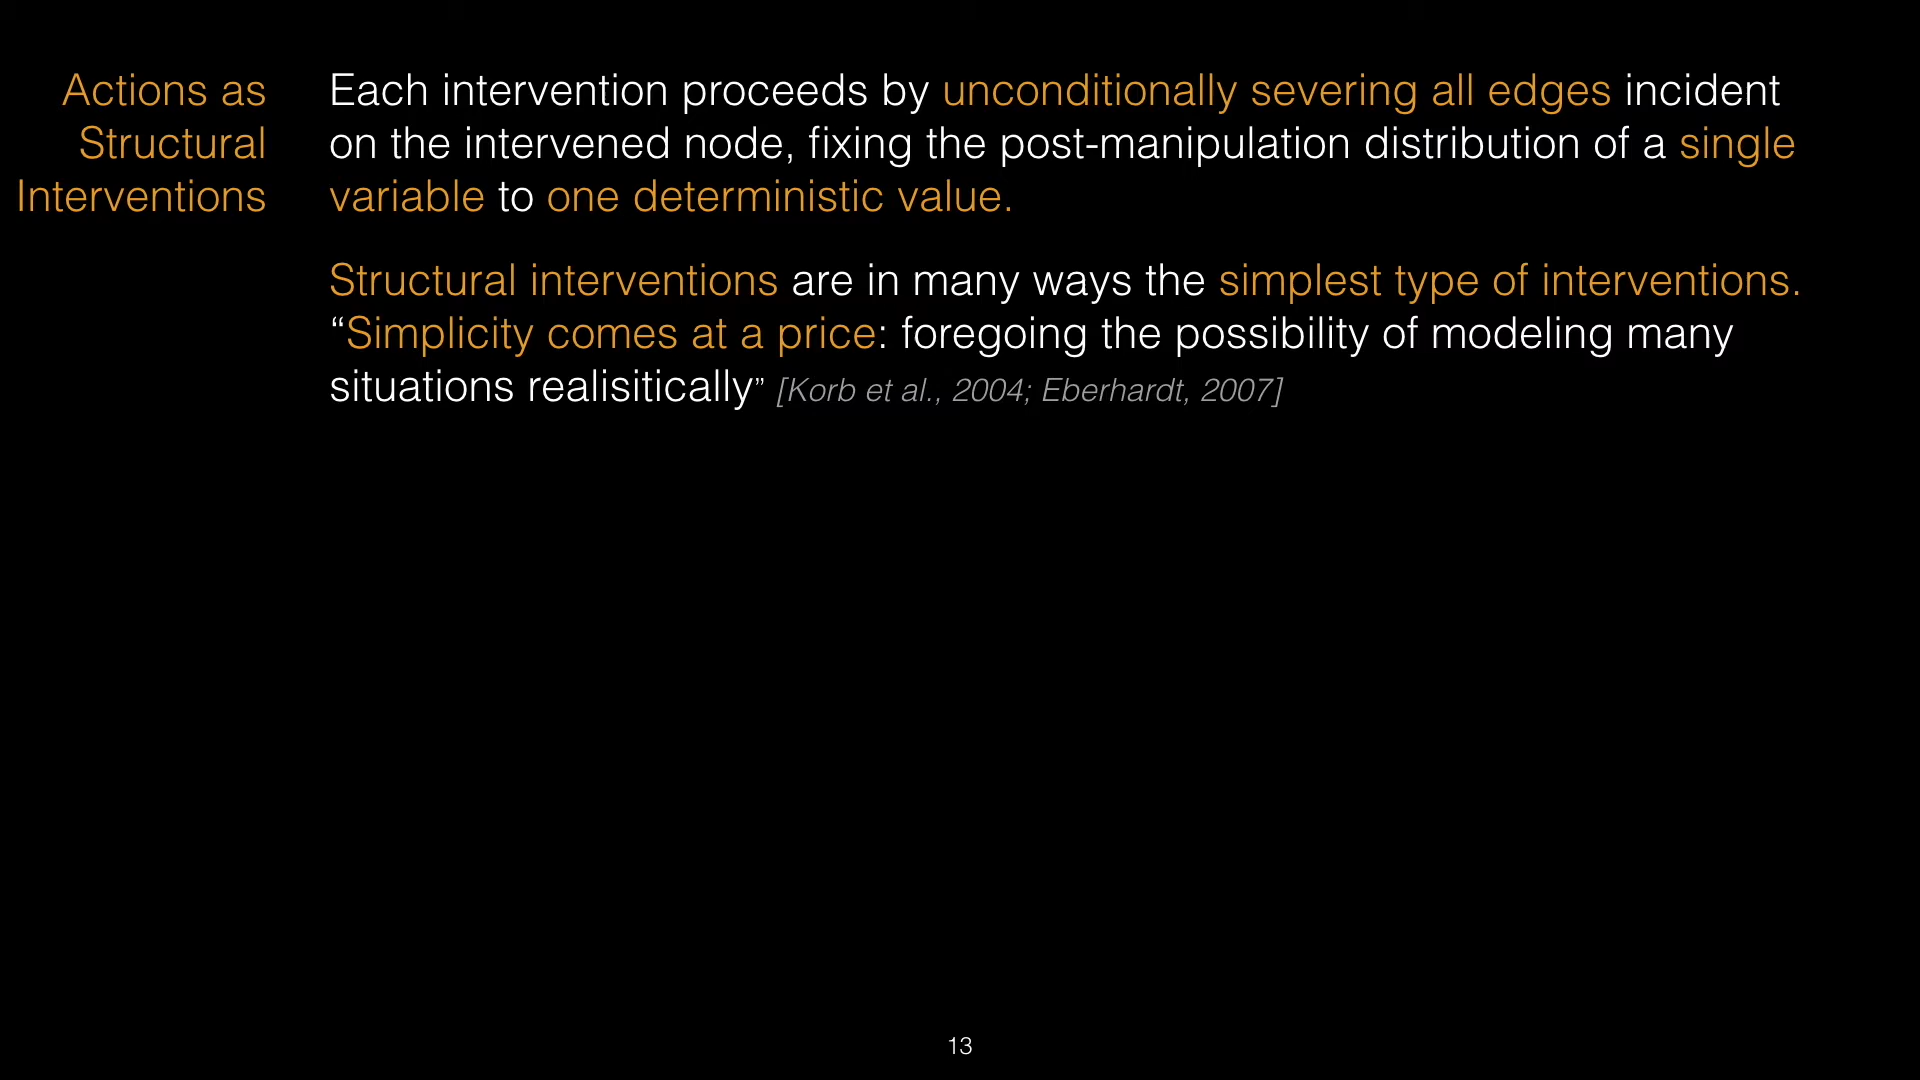 Actions as
Structural
Interventions
Each intervention proceeds by unconditionally severing all edges incident
on the intervened node, fixing the post-manipulation distribution of a single
variable to one deterministic value.
Structural interventions are in many ways the simplest type of interventions.
“Simplicity comes at a price: foregoing the possibility of modeling many
situations realisitically” [Korb et al., 2004; Eberhardt, 2007]
13